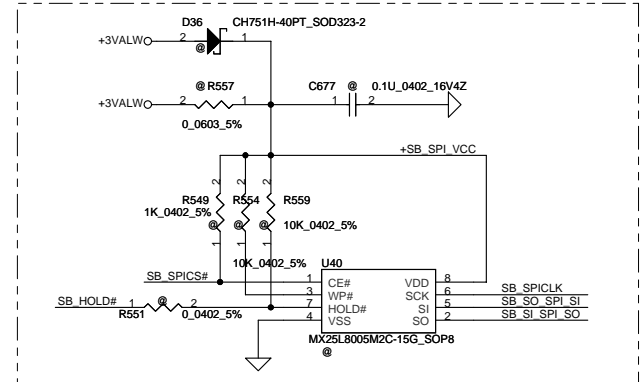 D36 CH751H-40PT_SOD323-2
+3VALW 2 1
@
@ R557 C677 @ 0.1U_0402_16V4Z
+3VALW 2 1 1 2
0_0603_5%
+SB_SPI_VCC
2 2 2
R549 R554 R559
1K_0402_5% 10K_0402_5%
@ @ @
1 1 1
10K_0402_5% U40
SB_SPICS# 1 CE# VDD 8
3 WP# SCK 6 SB_SPICLK
SB_HOLD# 1 @ 2 7 HOLD# SI 5 SB_SO_SPI_SI
R551 0_0402_5% 4 VSS SO 2 SB_SI_SPI_SO
MX25L8005M2C-15G_SOP8
@